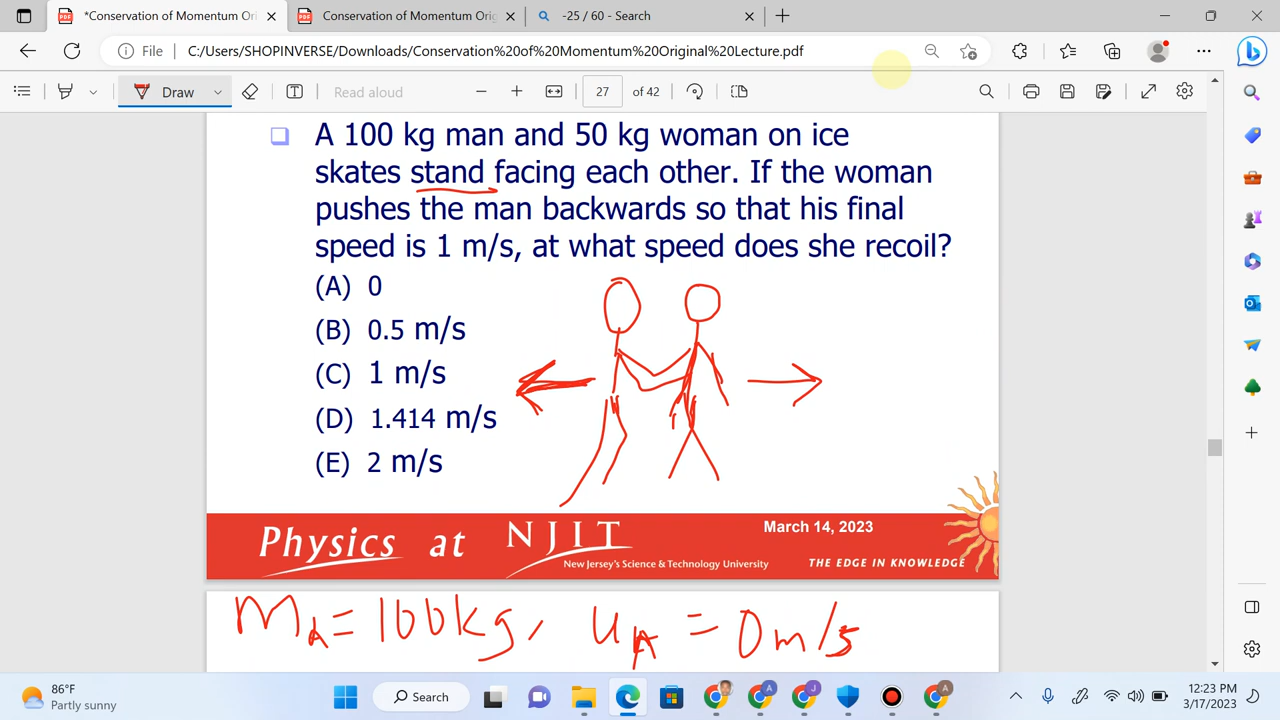 *Conservation of Momentum Ori
Conservation of Momentum Orig
-25 / 60 - Search
File
C:/Users/SHOPINVERSE/Downloads/Conservation%20of%20Momentum%20Original%20Lecture.pdf
Draw
Read aloud
27 of 42
A 100 kg man and 50 kg woman on ice
skates stand facing each other. If the woman
pushes the man backwards so that his final
speed is 1 m/s, at what speed does she recoil?
(A) 0
(B) 0.5 m/s
(C) 1 m/s
(D) 1.414 m/s
(E) 2 m/s
Physics at NJIT
New Jersey's Science & Technology University
March 14, 2023
THE EDGE IN KNOWLEDGE
MA = 100kg, uA = 0m/s
86°F
Partly sunny
Search
12:23 PM
3/17/2023